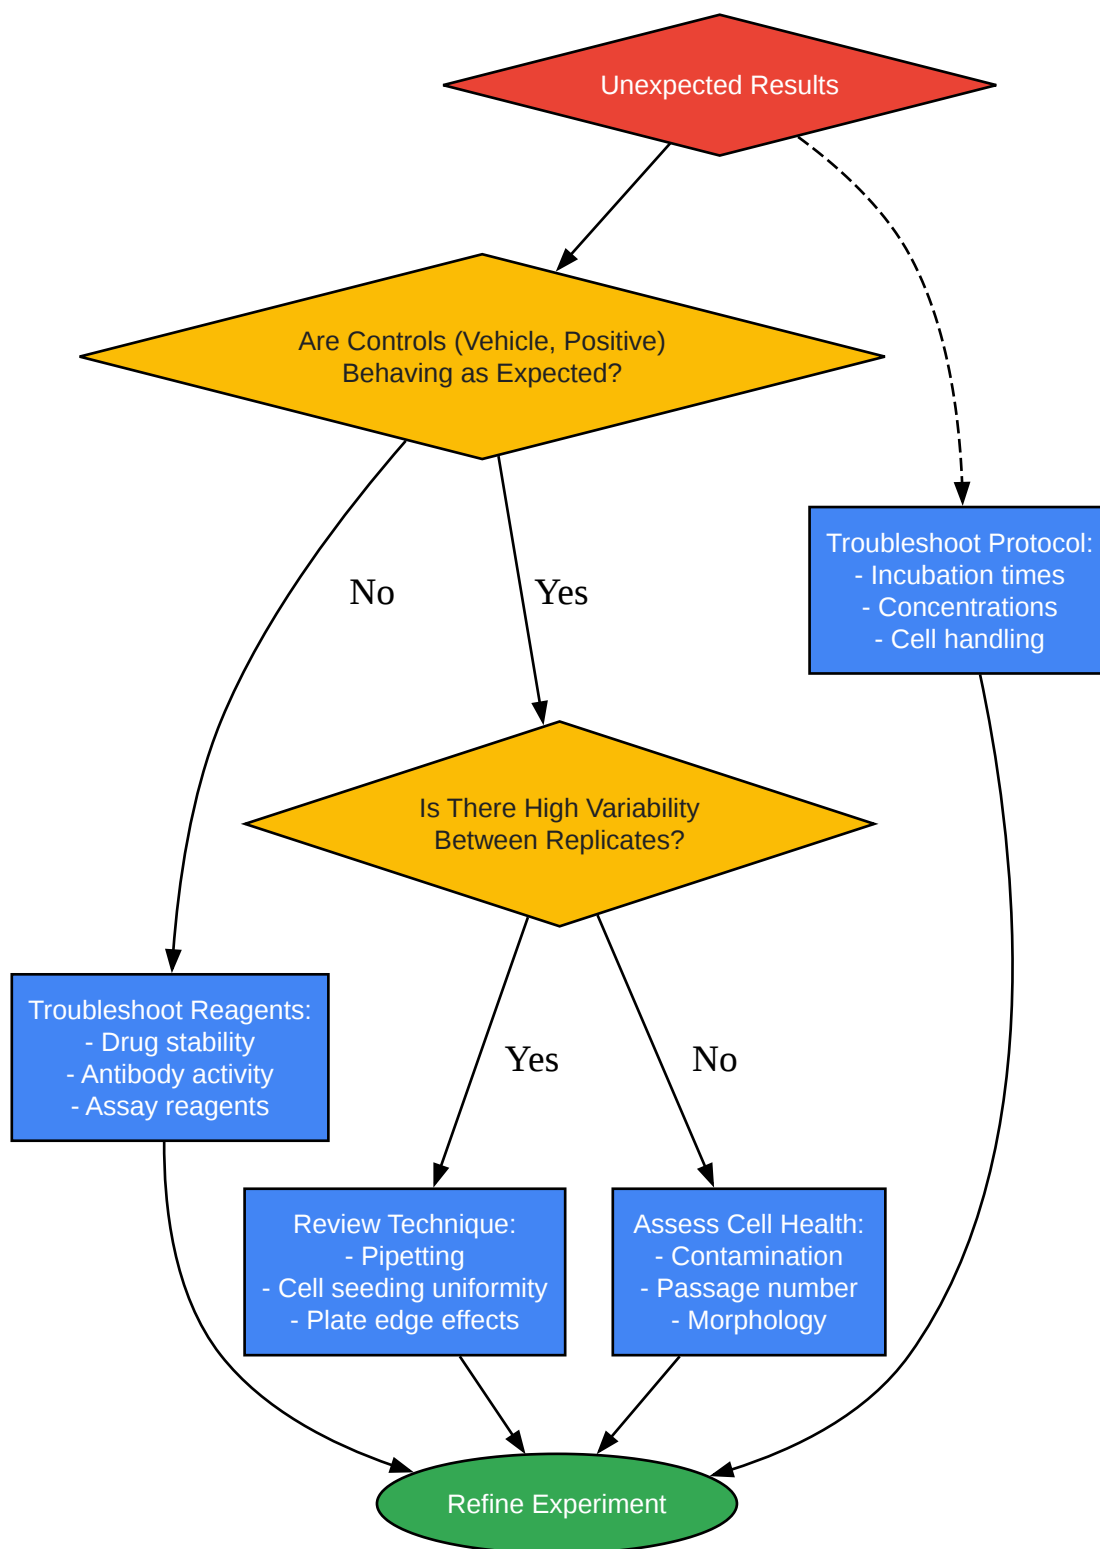 Unexpected Results
Are Controls (Vehicle, Positive)
Behaving as Expected?
No
Yes
Troubleshoot Protocol:
- Incubation times
- Concentrations
- Cell handling
Is There High Variability
Between Replicates?
Troubleshoot Reagents:
- Drug stability
- Antibody activity
- Assay reagents
Yes
No
Review Technique:
- Pipetting
- Cell seeding uniformity
- Plate edge effects
Assess Cell Health:
- Contamination
- Passage number
- Morphology
Refine Experiment